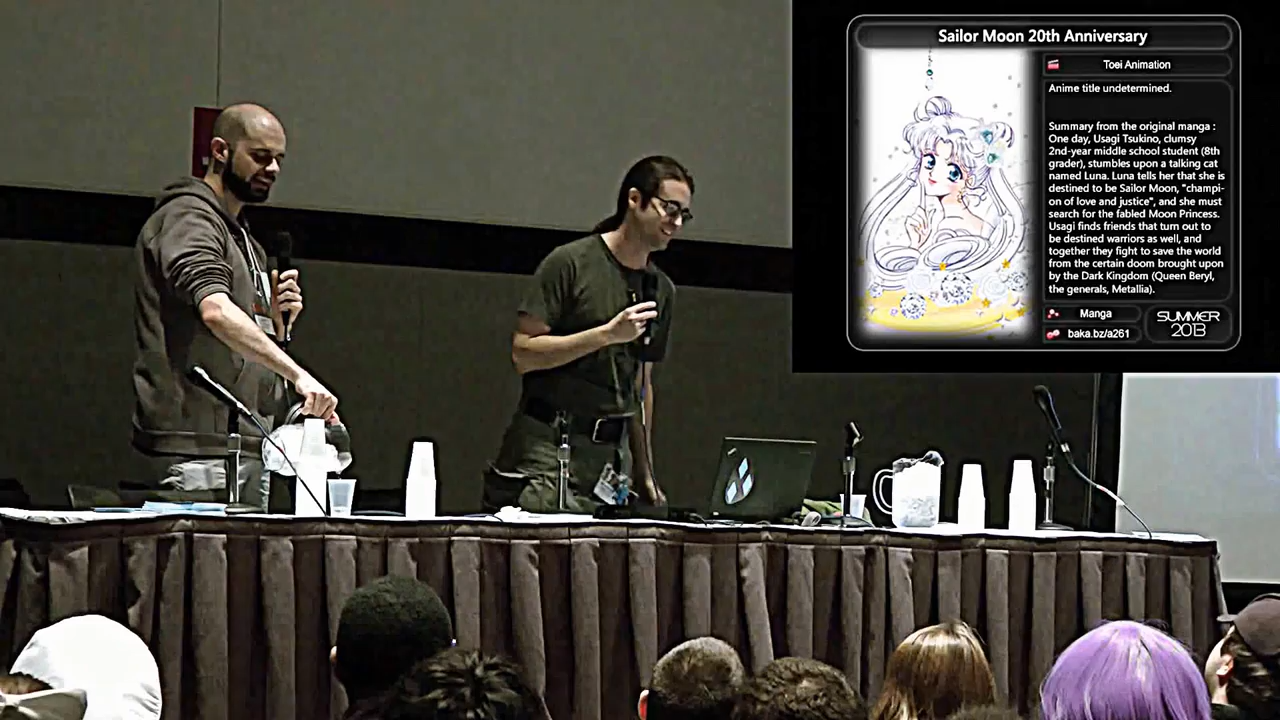 Sailor Moon 20th Anniversary
Toei Animation
Anime title undetermined.
Summary from the original manga :
One day, Usagi Tsukino, clumsy
2nd-year middle school student (8th
grader), stumbles upon a talking cat
named Luna. Luna tells her that she is
destined to be Sailor Moon, "champi-
on of love and justice", and she must
search for the fabled Moon Princess.
Usagi finds friends that turn out to
be destined warriors as well, and
together they fight to save the world
from the certain doom brought upon
by the Dark Kingdom (Queen Beryl,
the generals, Metallia).
Manga
baka.bz/a261
SUMMER
2013